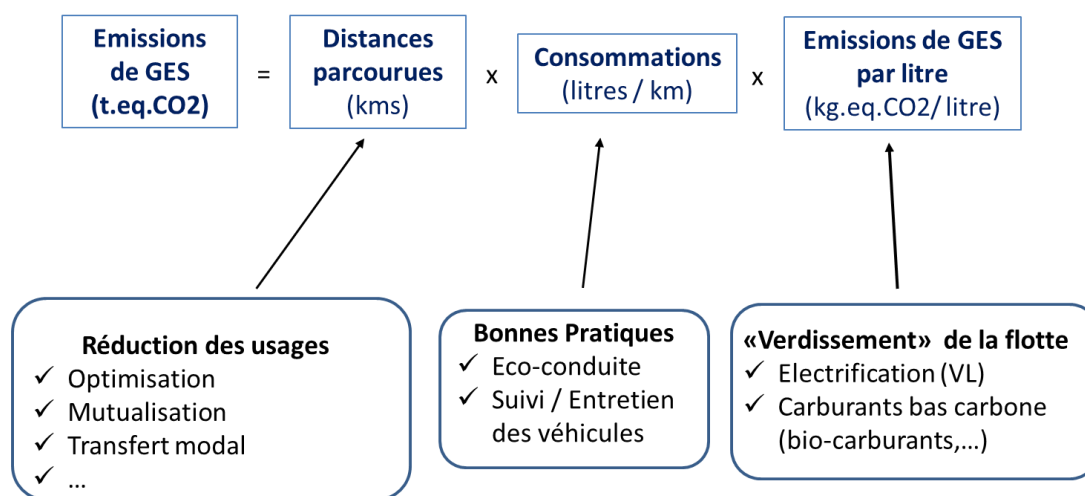 Emissions
de GES
(t.eq.CO2)
=
Distances
parcourues
(kms)
x
Consommations
(litres / km)
x
Emissions de GES
par litre
(kg.eq.CO2/ litre)
Réduction des usages
✓ Optimisation
✓ Mutualisation
✓ Transfert modal
✓ ...
Bonnes Pratiques
✓ Eco-conduite
✓ Suivi / Entretien
des véhicules
«Verdissement» de la flotte
✓ Electrification (VL)
✓ Carburants bas carbone
(bio-carburants,...)